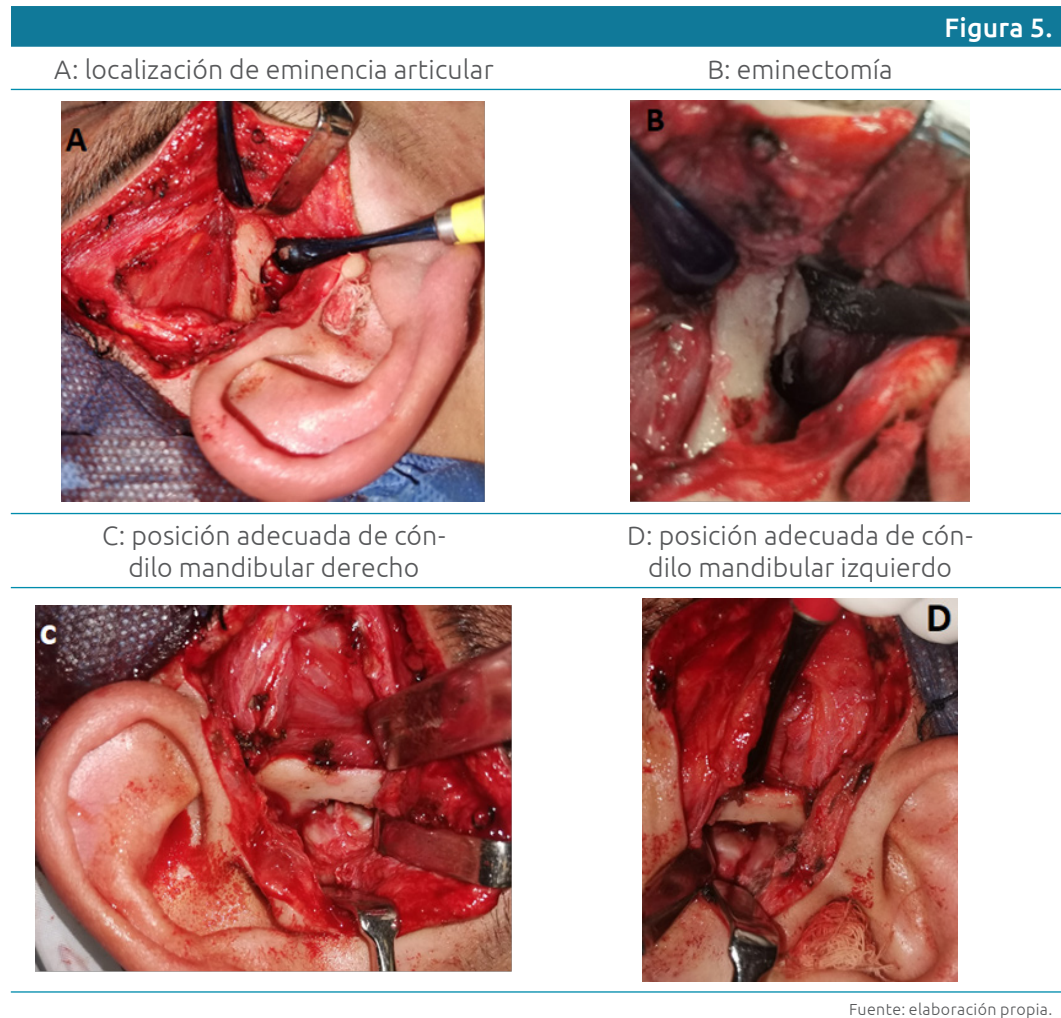 Figura 5.
A: localización de eminencia articular
B: eminectomía
A
B
C: posición adecuada de cón-
dilo mandibular derecho
D: posición adecuada de cón-
dilo mandibular izquierdo
c
D
Fuente: elaboración propia.